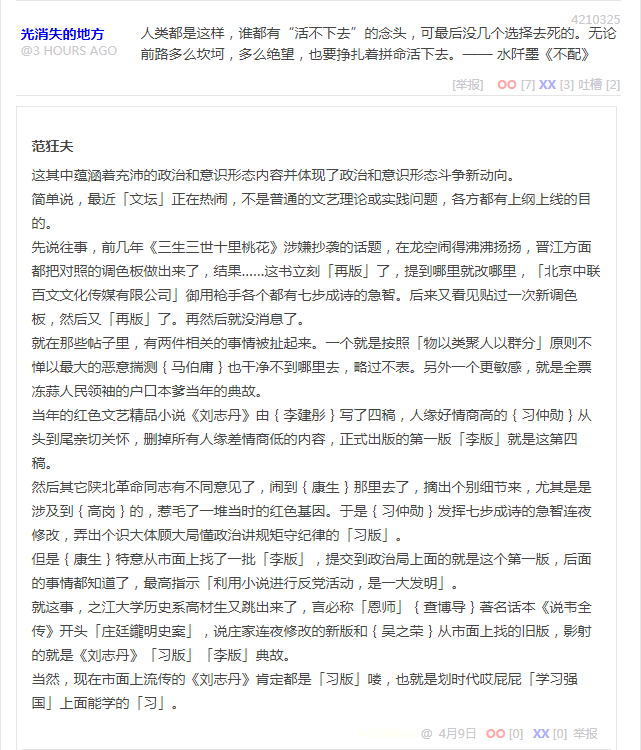 4210325
光消失的地方
@3 HOURS AGO
人类都是这样，谁都有“活不下去”的念头，可最后没几个选择去死的。无论
前路多么坎坷，多么绝望，也要挣扎着拼命活下去。—— 水阡墨《不配》
[举报] OO [7] XX [3] 吐槽 [2]
范狂夫
这其中蕴涵着充沛的政治和意识形态内容并体现了政治和意识形态斗争新动向。
简单说，最近「文坛」正在热闹，不是普通的文艺理论或实践问题，各方都有上纲上线的目
的。
先说往事，前几年《三生三世十里桃花》涉嫌抄袭的话题，在龙空闹得沸沸扬扬，晋江方面
都把对照的调色板做出来了，结果......这书立刻「再版」了，提到哪里就改哪里，「北京中联
百文文化传媒有限公司」御用枪手各个都有七步成诗的急智。后来又看见贴过一次新调色
板，然后又「再版」了。再然后就没消息了。
就在那些帖子里，有两件相关的事情被扯起来。一个就是按照「物以类聚人以群分」原则不
惮以最大的恶意揣测｛马伯庸｝也干净不到哪里去，略过不表。另外一个更敏感，就是全票
冻蒜人民领袖的户口本爹当年的典故。
当年的红色文艺精品小说《刘志丹》由｛李建彤｝写了四稿，人缘好情商高的｛习仲勋｝从
头到尾亲切关怀，删掉所有人缘差情商低的内容，正式出版的第一版「李版」就是这第四
稿。
然后其它陕北革命同志有不同意见了，闹到｛康生｝那里去了，摘出个别细节来，尤其是是
涉及到｛高岗｝的，惹毛了一堆当时的红色基因。于是｛习仲勋｝发挥七步成诗的急智连夜
修改，弄出个识大体顾大局懂政治讲规矩守纪律的「习版」。
但是｛康生｝特意从市面上找了一批「李版」，提交到政治局上面的就是这个第一版，后面
的事情都知道了，最高指示「利用小说进行反党活动，是一大发明」。
就这事，之江大学历史系高材生又跳出来了，言必称「恩师」｛查博导｝著名话本《说韦全
传》开头「庄廷鑨明史案」，说庄家连夜修改的新版和｛吴之荣｝从市面上找的旧版，影射
的就是《刘志丹》「习版」「李版」典故。
当然，现在市面上流传的《刘志丹》肯定都是「习版」喽，也就是划时代哎屁屁「学习强
国」上面能学的「习」。
@ 4月9日 OO [0] XX [0] 举报